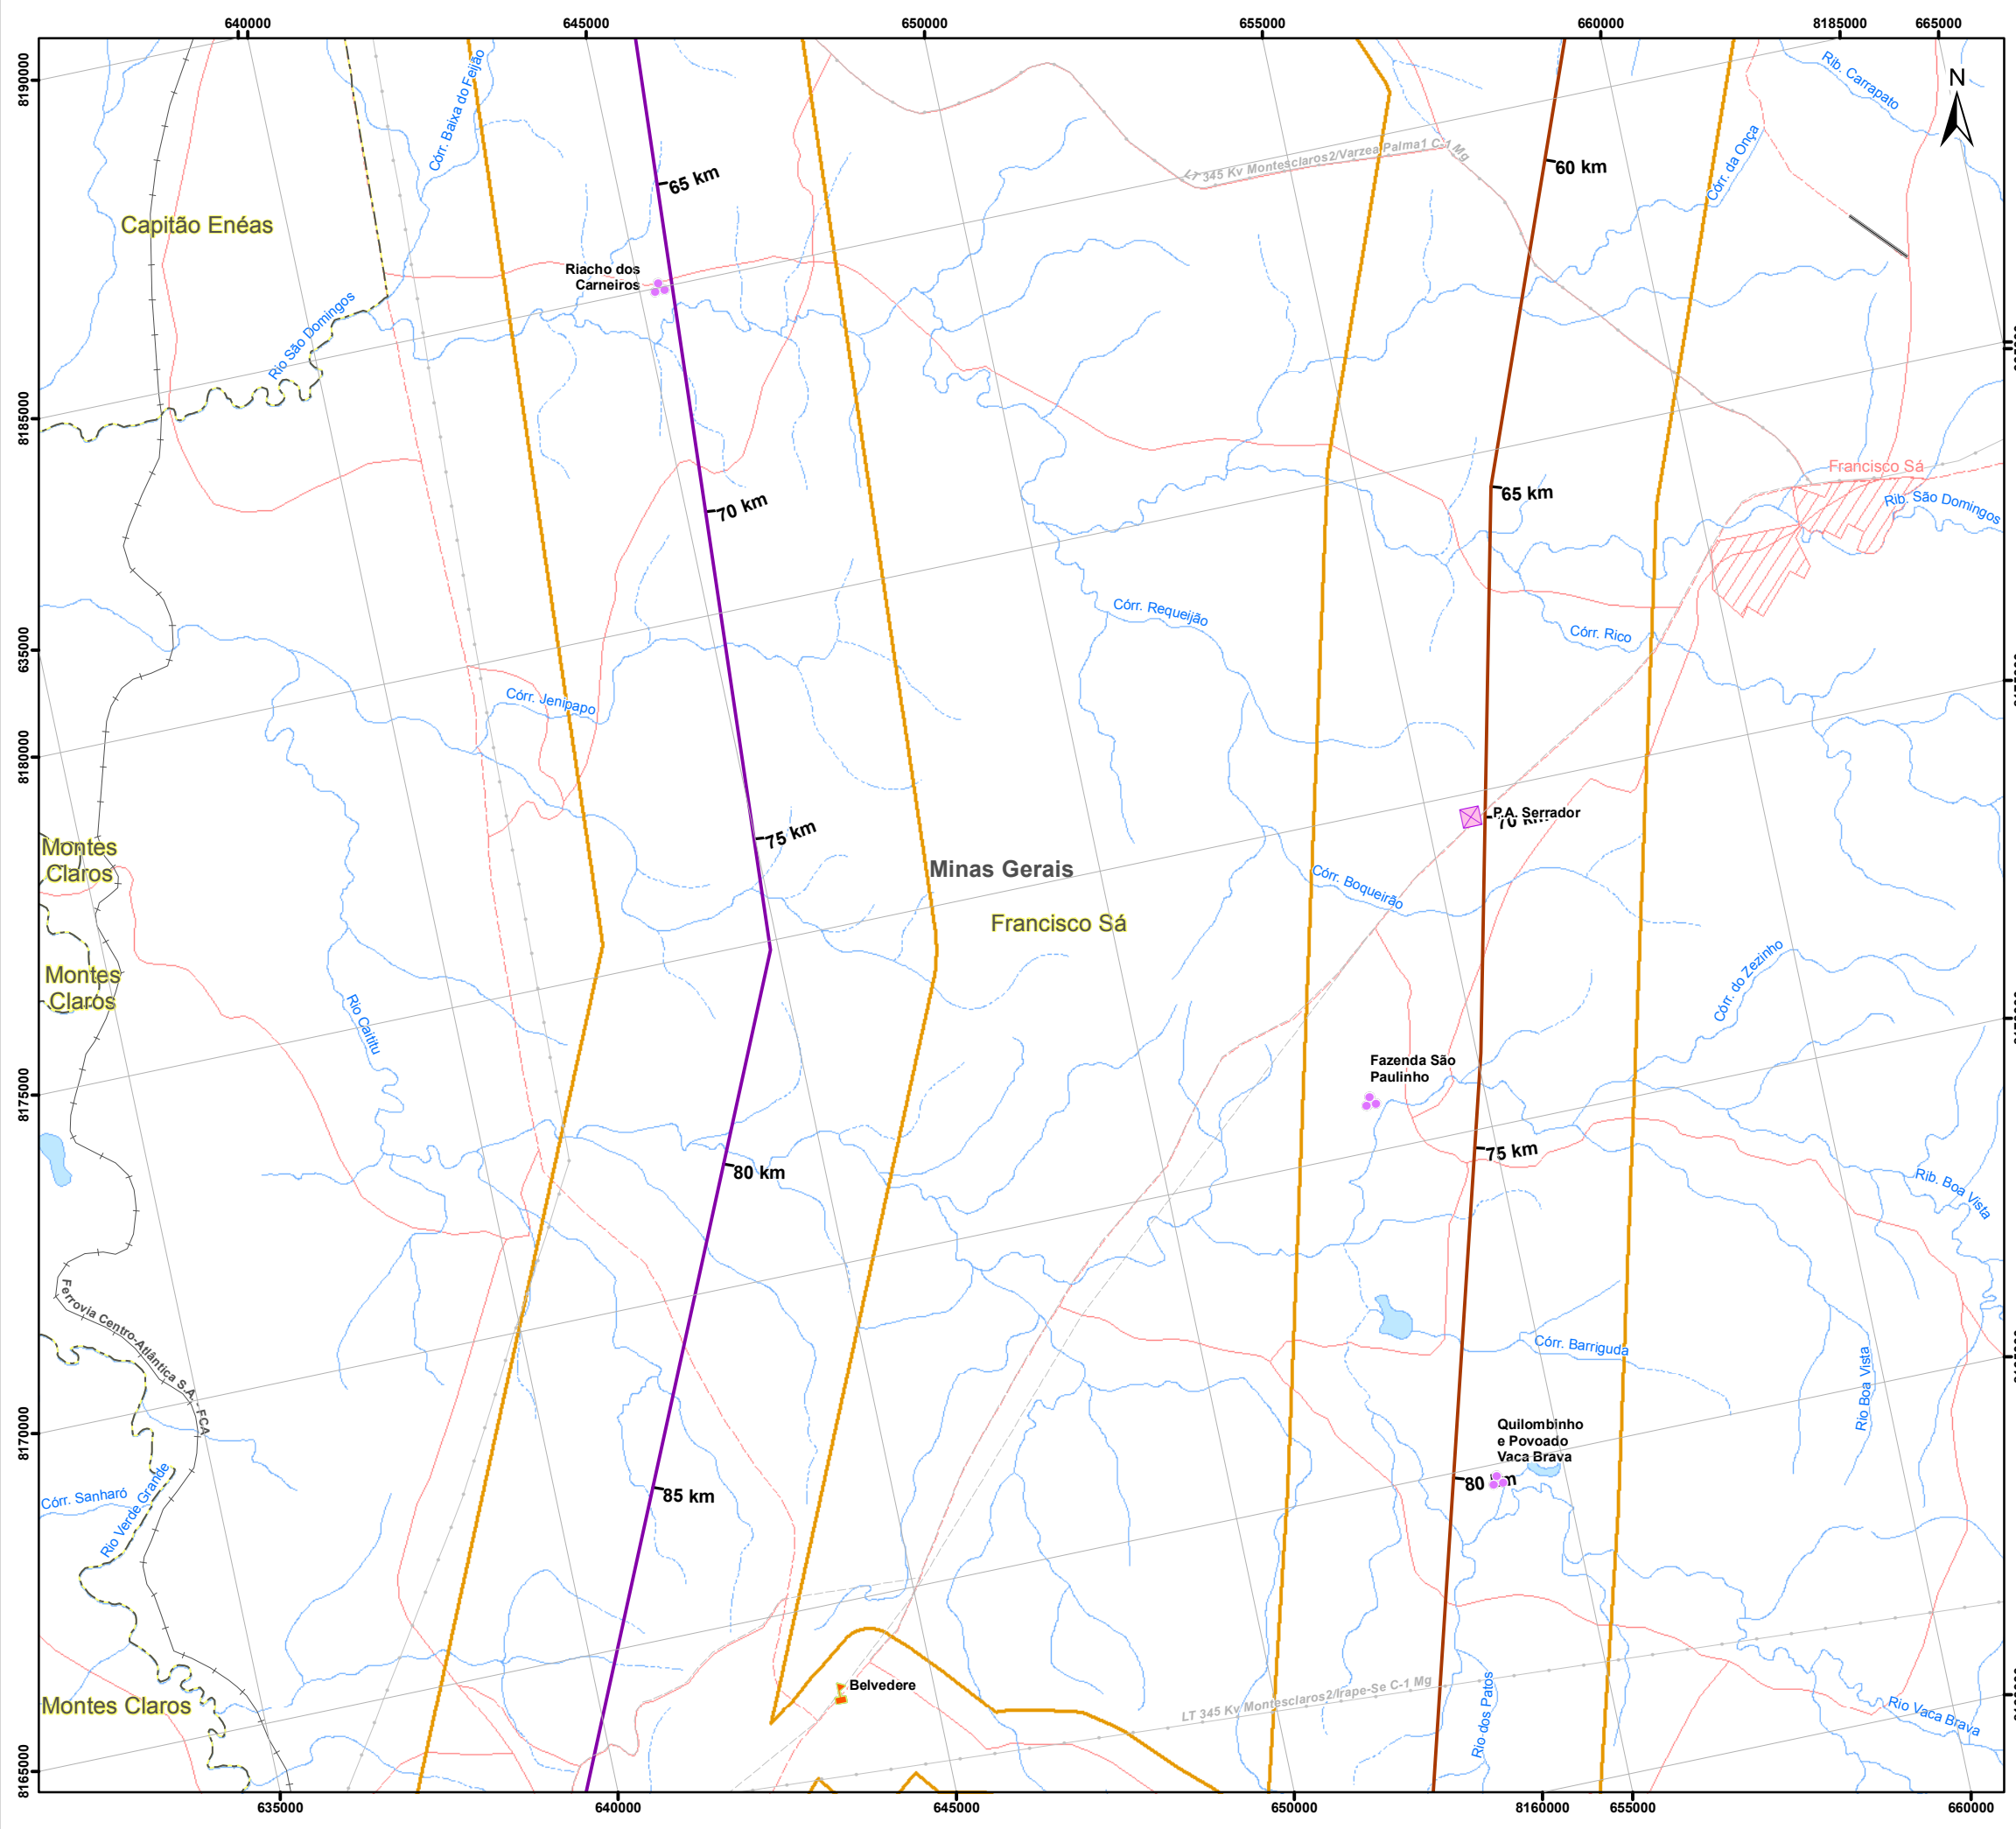 640000
645000
650000
655000
660000
8185000
665000
8190000
8185000
635000
8180000
8175000
8170000
8165000
N
Rib. Carrapato
Córr. Baixa do Feijão
LT 345 Kv Montesclaros2/Varzea Palma1 C-1 Mg
60 km
Córr. da Onça
65 km
Capitão Enéas
Riacho dos
Carneiros
Rio São Domingos
Francisco Sá
65 km
Rib. São Domingos
70 km
Córr. Requeijão
Córr. Rico
Córr. Jenipapo
P.A. Serrador
70 km
75 km
Montes
Claros
Minas Gerais
Córr. Boqueirão
Francisco Sá
Córr. do Zezinho
Montes
Claros
Rio Caititu
Fazenda São
Paulinho
75 km
80 km
Rib. Boa Vista
Ferrovia Centro-Atlântica S.A. - FCA
Córr. Barriguda
Rio Boa Vista
Quilombinho
e Povoado
Vaca Brava
80 km
85 km
Córr. Sanharó
Rio Verde Grande
Belvedere
LT 345 Kv Montesclaros2/Irape-Se C-1 Mg
Rio dos Patos
Rio Vaca Brava
Montes Claros
635000
640000
645000
650000
8160000
655000
660000